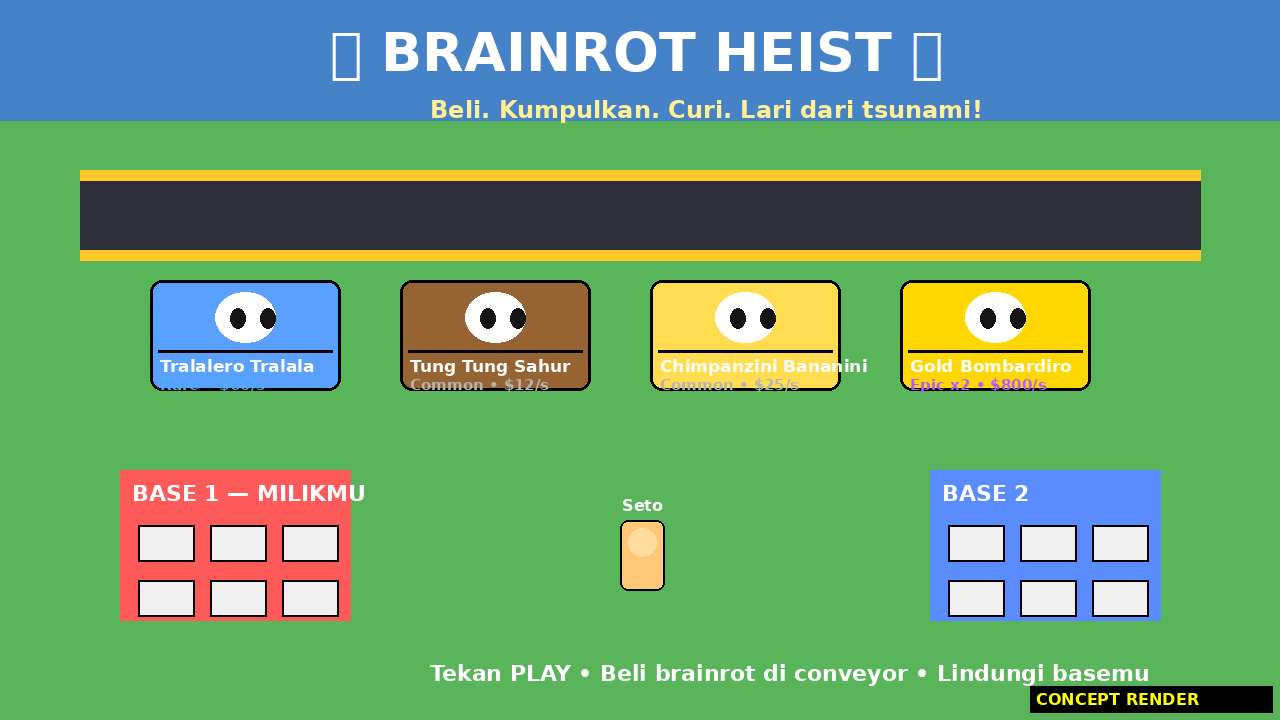 BRAINROT HEIST
Beli. Kumpulkan. Curi. Lari dari tsunami!
Tralalero Tralala
Rare • $60/s
Tung Tung Sahur
Common • $12/s
Chimpanzini Bananini
Common • $25/s
Gold Bombardiro
Epic x2 • $800/s
BASE 1 — MILIKMU
Seto
BASE 2
Tekan PLAY • Beli brainrot di conveyor • Lindungi basemu
CONCEPT RENDER